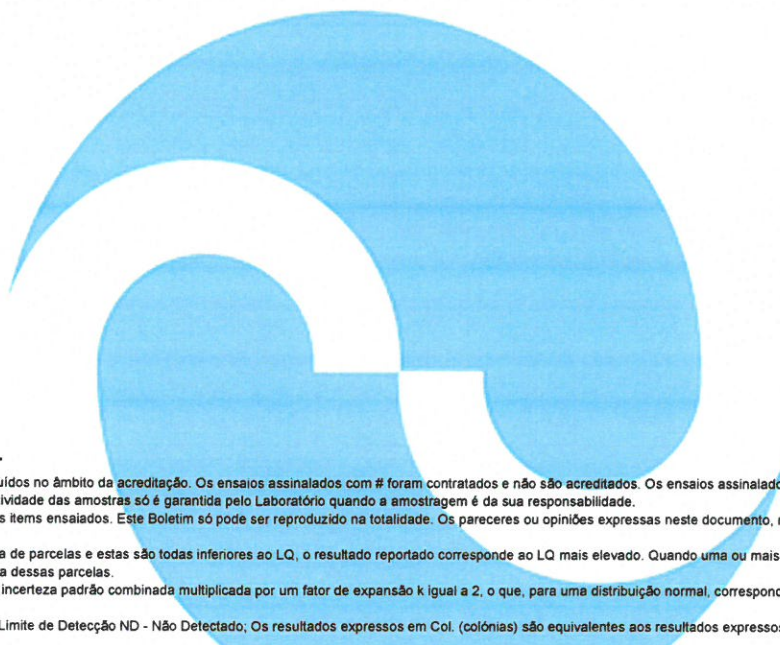 uídos no âmbito da acreditação. Os ensaios assinalados com # foram contratados e não são acreditados. Os ensaios assinalado
tividade das amostras só é garantida pelo Laboratório quando a amostragem é da sua responsabilidade.
s items ensaiados. Este Boletim só pode ser reproduzido na totalidade. Os pareceres ou opiniões expressas neste documento,
a de parcelas e estas são todas inferiores ao LQ, o resultado reportado corresponde ao LQ mais elevado. Quando uma ou mais
a dessas parcelas.
incerteza padrão combinada multiplicada por um fator de expansão k igual a 2, o que, para uma distribuição normal, correspond
Limite de Detecção ND - Não Detectado; Os resultados expressos em Col. (colónias) são equivalentes aos resultados expresso